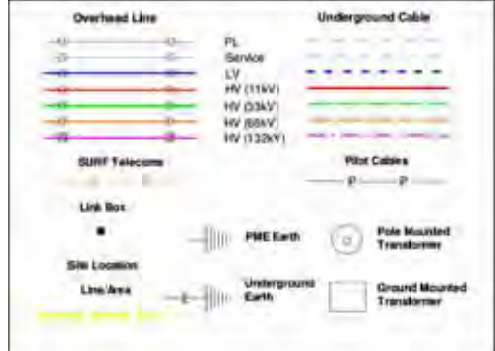 Overhead Line
Underground Cable
PL
Service
LV
HV (11kV)
HV (33kV)
HV (66kV)
HV (132kV)
SURF Telecoms
Pilot Cables
P P
Link Box
PME Earth
Pole Mounted
Transformer
Site Location
Line/Area
Underground
Earth
Ground Mounted
Transformer
E